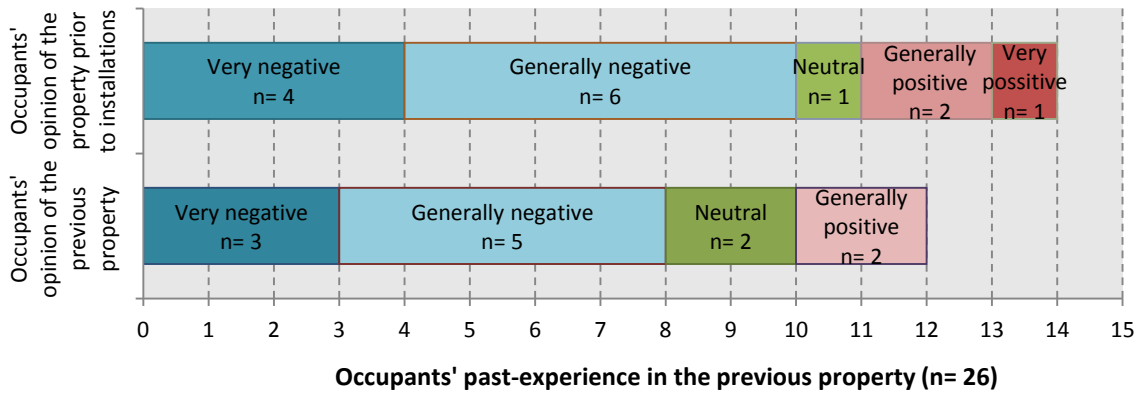 Occupants'
opinion of the
property prior
to installations
Very negative
n= 4
Generally negative
n= 6
Neutral
n= 1
Generally
positive
n= 2
Very
possitive
n= 1
Occupants'
opinion of the
previous
property
Very negative
n= 3
Generally negative
n= 5
Neutral
n= 2
Generally
positive
n= 2
0 1 2 3 4 5 6 7 8 9 10 11 12 13 14 15
Occupants' past-experience in the previous property (n= 26)